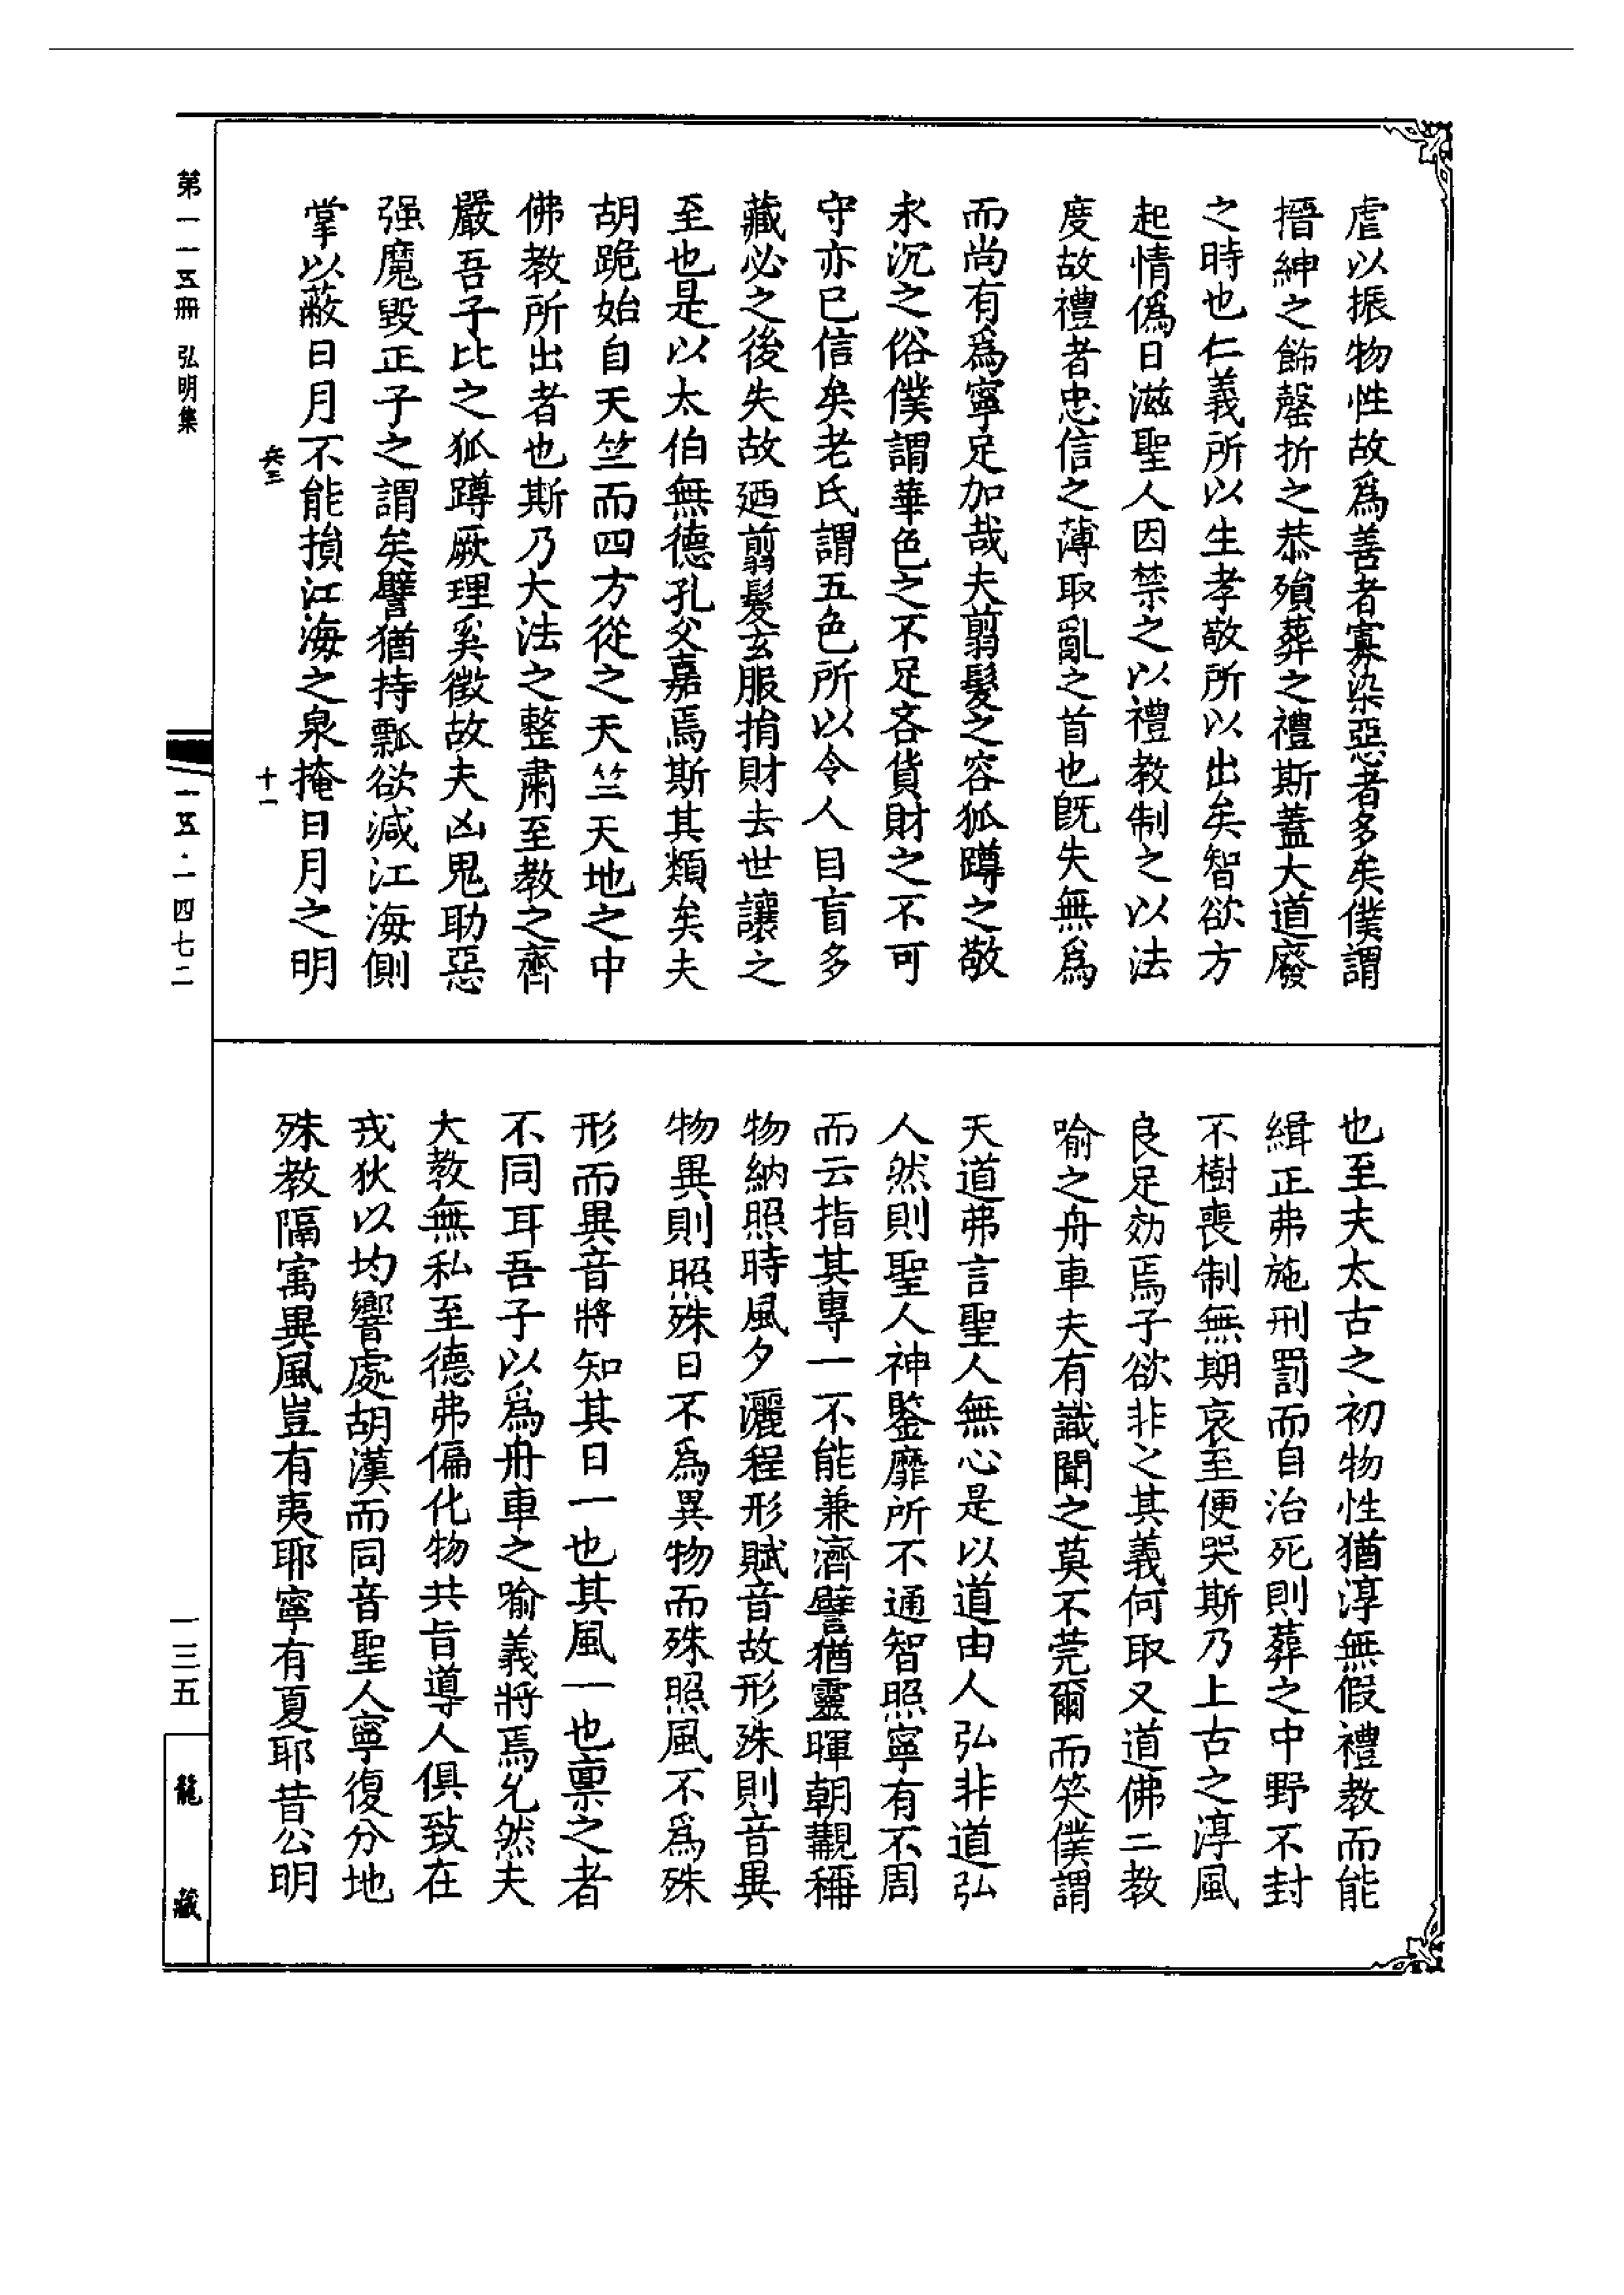 虐以振物性故爲善者寡染惡者多矣僕謂
搢紳之飾罄折之恭殯葬之禮斯蓋大道廢
之時也仁義所以生孝敬所以出矣智欲方
起情僞日滋聖人因禁之以禮教制之以法
度故禮者忠信之薄取亂之首也旣失無爲
而尚有爲寧足加哉夫翦髮之容狐蹲之敬
永沉之俗僕謂華色之不足吝貨財之不可
守亦已信矣老氏謂五色所以令人目盲多
藏必之後失故廼翦髮玄服捐財去世讓之
至也是以太伯無德孔父嘉焉斯其類矣夫
胡跪始自天竺而四方從之天竺天地之中
佛教所出者也斯乃大法之整肅至教之齊
嚴吾子比之狐蹲厥理奚徵故夫凶鬼助惡
强魔毀正子之謂矣譬猶持瓢欲減江海側
掌以蔽日月不能損江海之泉掩日月之明
也至夫太古之初物性猶淳無假禮教而能
緝正弗施刑罰而自治死則葬之中野不封
不樹喪制無期哀至便哭斯乃上古之淳風
良足効焉子欲非之其義何取又道佛二教
喻之舟車夫有識聞之莫不莞爾而笑僕謂
天道弗言聖人無心是以道由人弘非道弘
人然則聖人神鑒靡所不通智照寧有不周
而云指其專一不能兼濟譬猶靈暉朝覯稱
物納照時風夕灑程形賦音故形殊則音異
物異則照殊日不爲異物而殊照風不爲殊
形而異音將知其日一也其風一也稟之者
不同耳吾子以爲舟車之喻義將焉允然夫
大教無私至德弗偏化物共旨導人俱致在
戎狄以均響處胡漢而同音聖人寧復分地
殊教隔寓異風豈有夷耶寧有夏耶昔公明
第一一五冊 弘明集
兵三 十一
一五·一四七二
一三五
龍藏